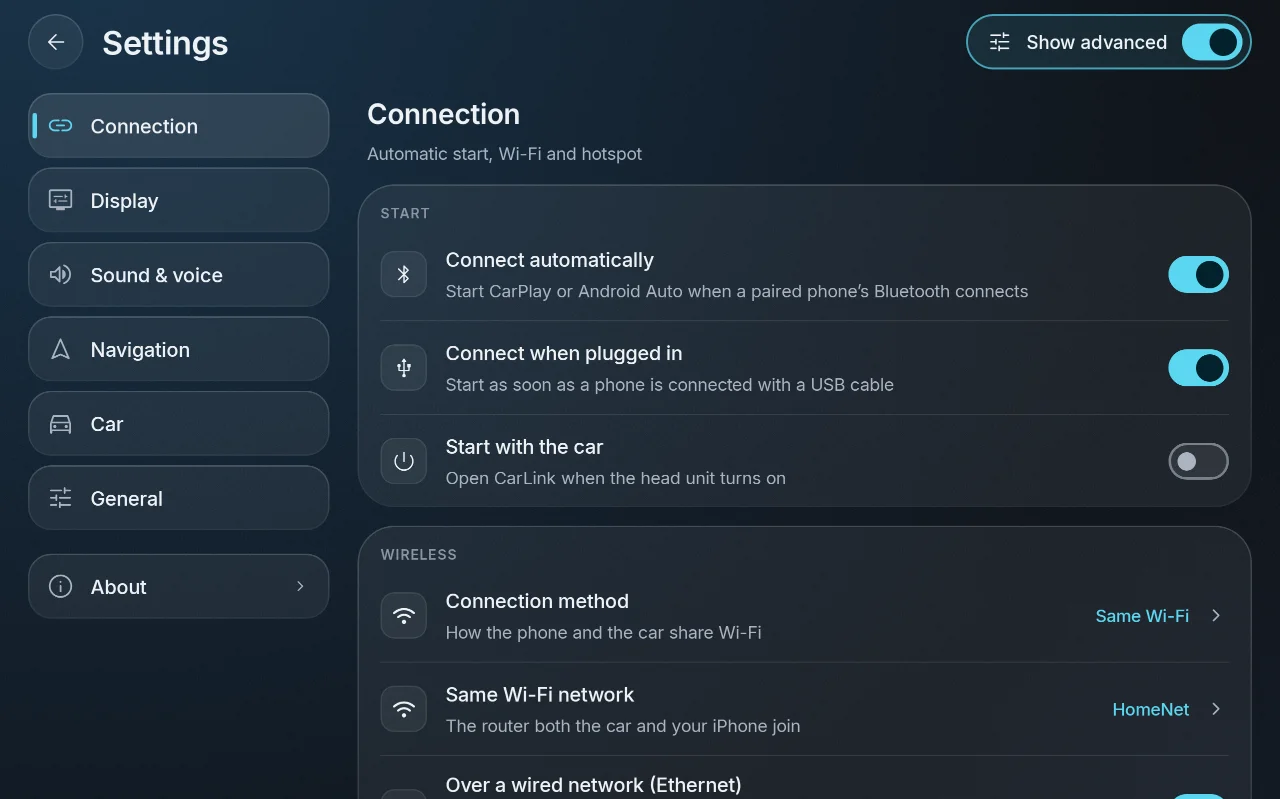 Settings
Show advanced
Connection
Display
Sound & voice
Navigation
Car
General
About
Connection
Automatic start, Wi-Fi and hotspot
START
Connect automatically
Start CarPlay or Android Auto when a paired phone’s Bluetooth connects
Connect when plugged in
Start as soon as a phone is connected with a USB cable
Start with the car
Open CarLink when the head unit turns on
WIRELESS
Connection method
How the phone and the car share Wi-Fi
Same Wi-Fi
Same Wi-Fi network
The router both the car and your iPhone join
HomeNet
Over a wired network (Ethernet)